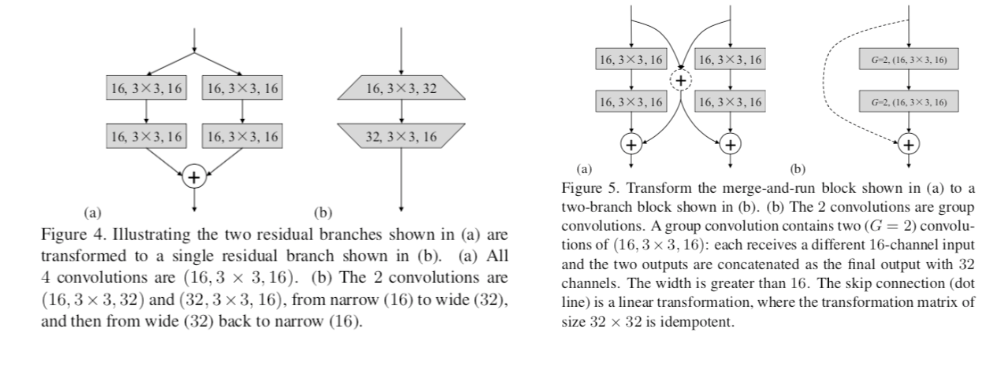 16, 3×3, 16
16, 3×3, 16
16, 3×3, 16
16, 3×3, 16
+
(a)
16, 3×3, 32
32, 3×3, 16
(b)
Figure 4. Illustrating the two residual branches shown in (a) are
transformed to a single residual branch shown in (b). (a) All
4 convolutions are (16, 3 × 3, 16). (b) The 2 convolutions are
(16, 3 × 3, 32) and (32, 3 × 3, 16), from narrow (16) to wide (32),
and then from wide (32) back to narrow (16).
16, 3×3, 16
16, 3×3, 16
+
16, 3×3, 16
16, 3×3, 16
+
+
(a)
G=2, (16, 3×3, 16)
G=2, (16, 3×3, 16)
+
(b)
Figure 5. Transform the merge-and-run block shown in (a) to a
two-branch block shown in (b). (b) The 2 convolutions are group
convolutions. A group convolution contains two (G = 2) convolu-
tions of (16, 3 × 3, 16): each receives a different 16-channel input
and the two outputs are concatenated as the final output with 32
channels. The width is greater than 16. The skip connection (dot
line) is a linear transformation, where the transformation matrix of
size 32 × 32 is idempotent.